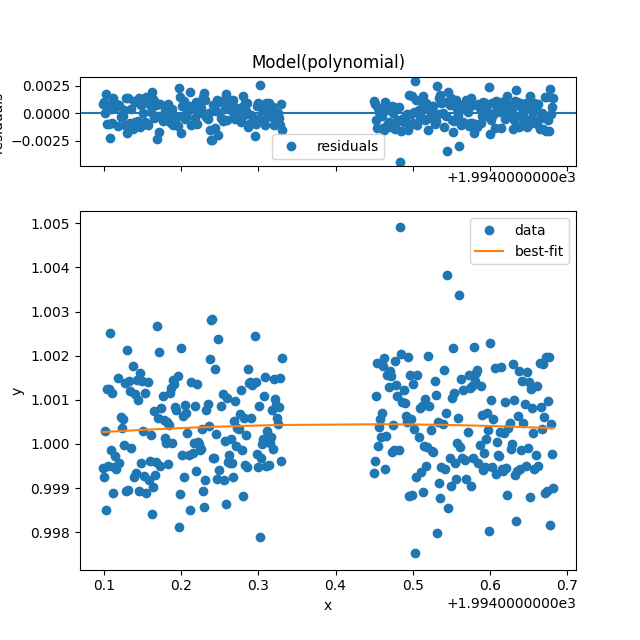 Model(polynomial)
0.0025
0.0000
−0.0025
residuals
residuals
+1.9940000000e3
1.005
1.004
1.003
1.002
1.001
1.000
0.999
0.998
y
data
best-fit
0.1 0.2 0.3 0.4 0.5 0.6 0.7
x
+1.9940000000e3